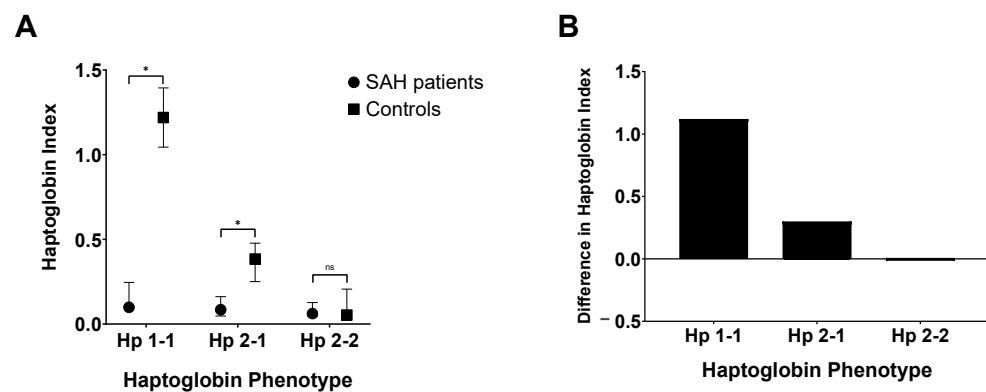 A
Haptoglobin Index
1.5
1.0
0.5
0.0
*
*
ns
SAH patients
Controls
Hp 1-1 Hp 2-1 Hp 2-2
Haptoglobin Phenotype
B
Difference in Haptoglobin Index
1.5
1.0
0.5
0.0
– 0.5
Hp 1-1 Hp 2-1 Hp 2-2
Haptoglobin Phenotype